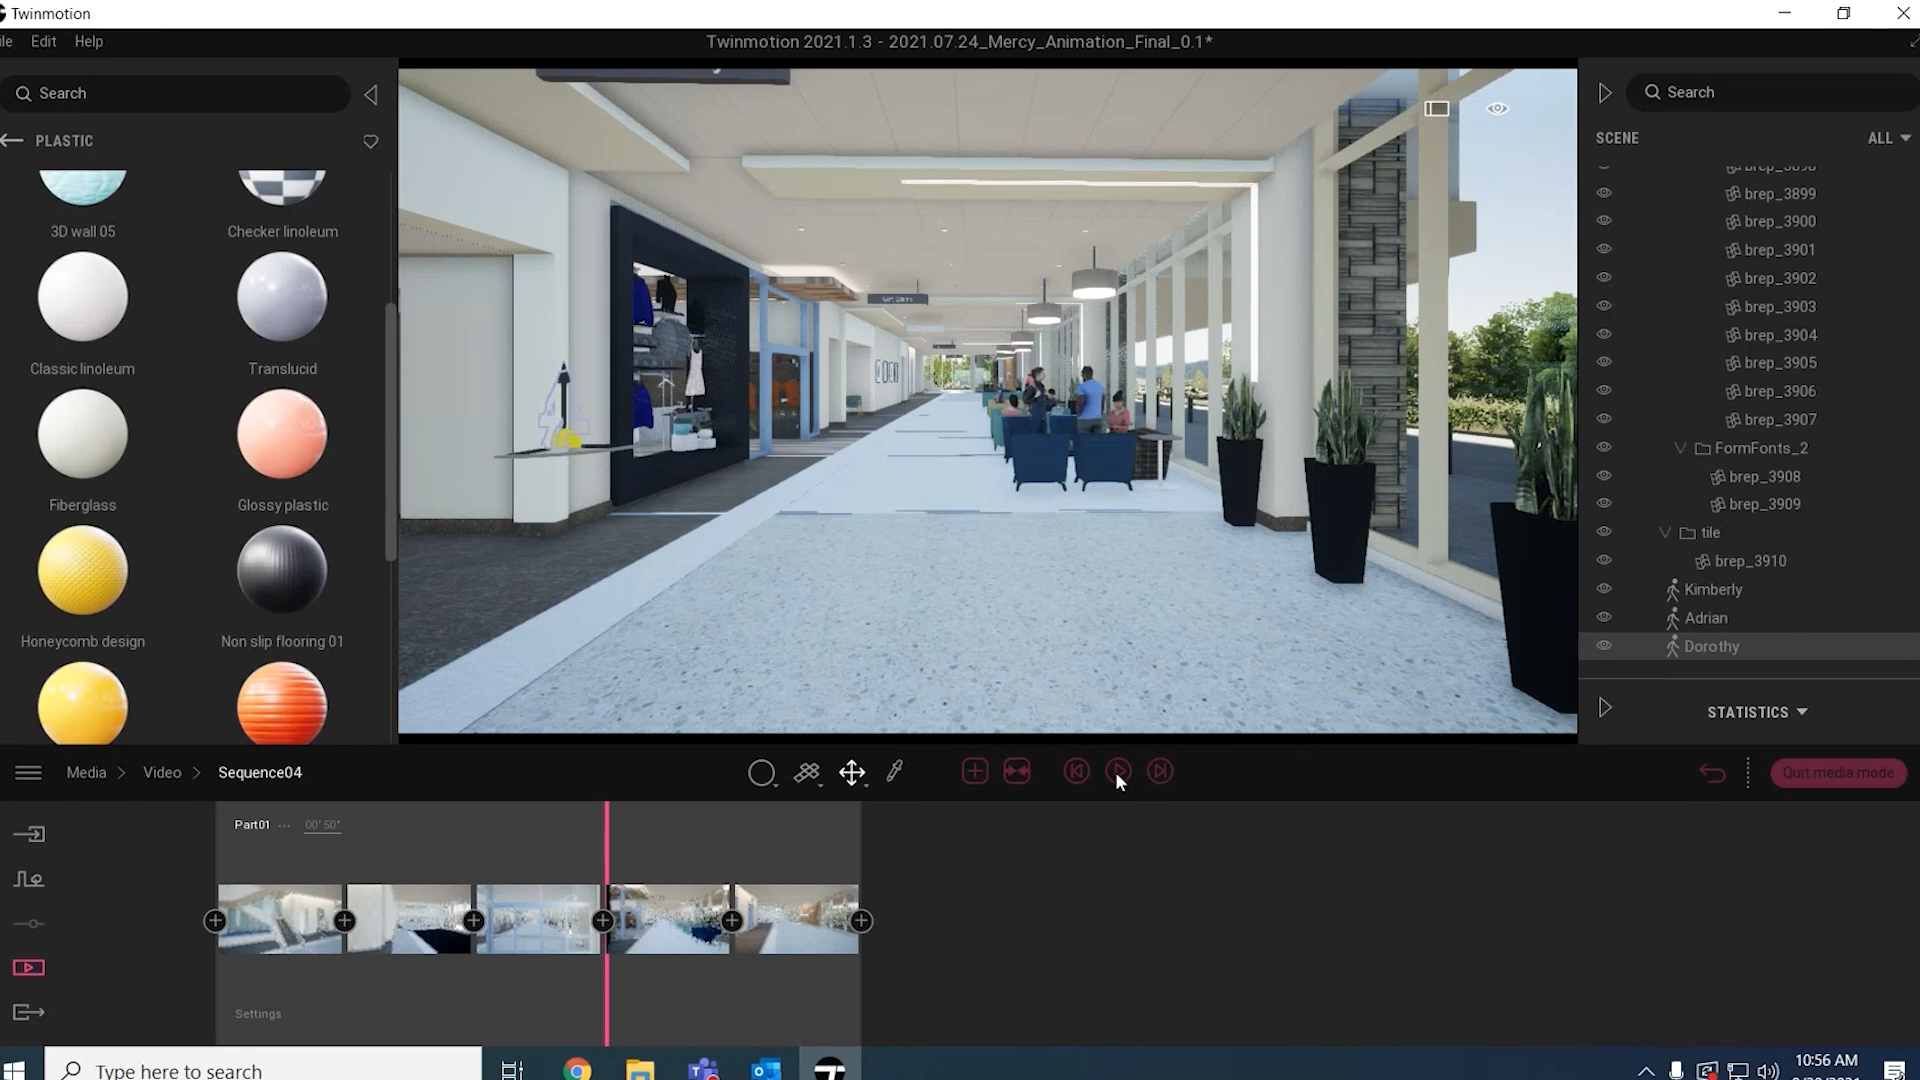 Twinmotion
ile Edit Help
Twinmotion 2021.1.3 - 2021.07.24_Mercy_Animation_Final_0.1*
Search
PLASTIC
3D wall 05
Checker linoleum
Classic linoleum
Translucid
Fiberglass
Glossy plastic
Honeycomb design
Non slip flooring 01
Search
SCENE
ALL
brep_3898
brep_3899
brep_3900
brep_3901
brep_3902
brep_3903
brep_3904
brep_3905
brep_3906
brep_3907
FormFonts_2
brep_3908
brep_3909
tile
brep_3910
Kimberly
Adrian
Dorothy
STATISTICS
Media > Video > Sequence04
Quit media mode
Part01 ··· 00' 50"
Settings
Type here to search
10:56 AM